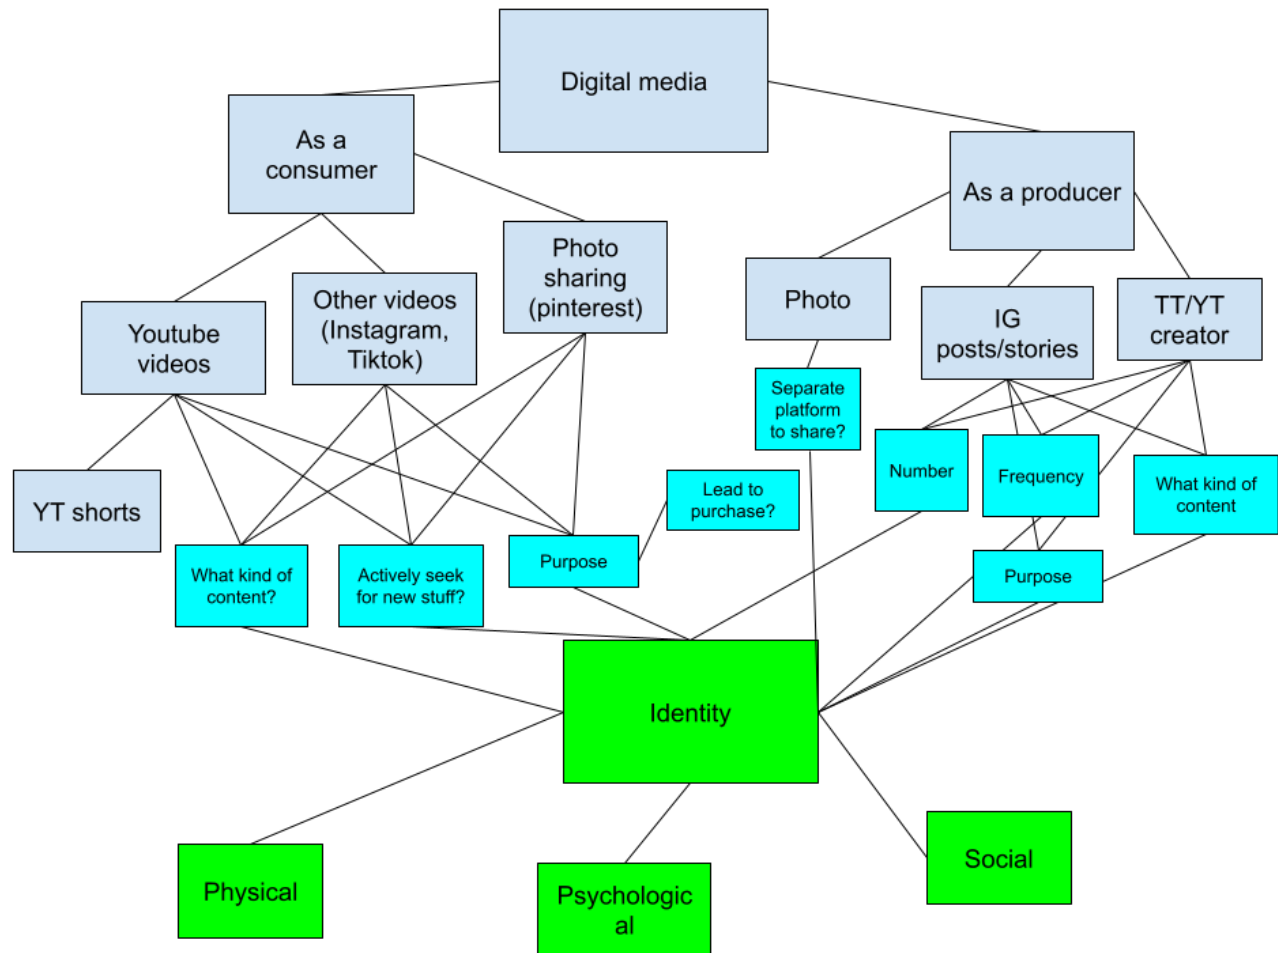 Digital media
As a
consumer
As a producer
Photo
sharing
(pinterest)
Other videos
(Instagram,
Tiktok)
Youtube
videos
Photo
IG
posts/stories
TT/YT
creator
Separate
platform
to share?
YT shorts
Number
Frequency
What kind of
content
Lead to
purchase?
What kind of
content?
Actively seek
for new stuff?
Purpose
Purpose
Identity
Physical
Psychologic
al
Social